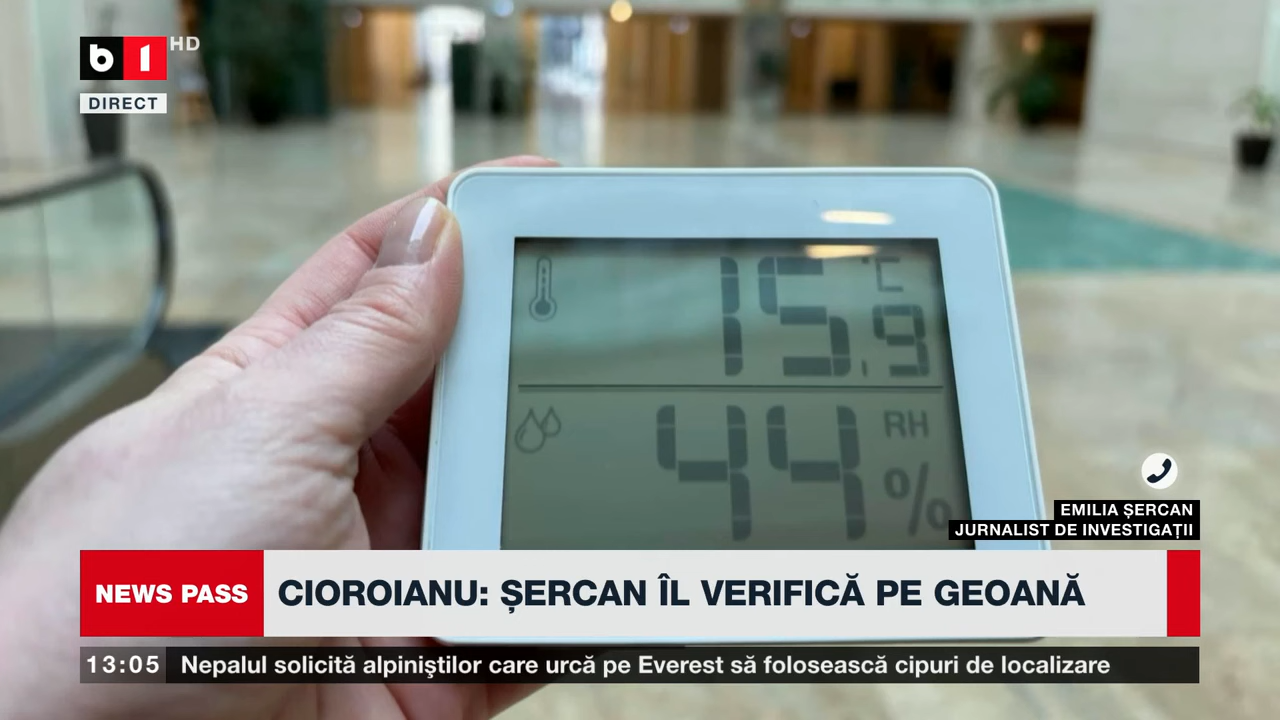 b1 HD
DIRECT
15,9 °C
44 RH %
EMILIA ȘERCAN
JURNALIST DE INVESTIGAȚII
NEWS PASS
CIOROIANU: ȘERCAN ÎL VERIFICĂ PE GEOANĂ
13:05 Nepalul solicită alpiniştilor care urcă pe Everest să folosească cipuri de localizare